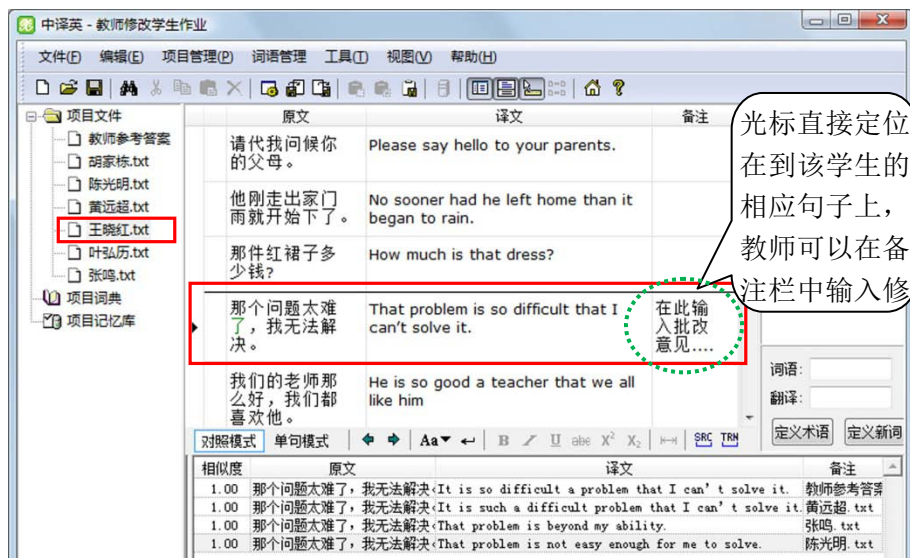 中译英 - 教师修改学生作业
文件(F) 编辑(E) 项目管理(P) 词语管理 工具(T) 视图(V) 帮助(H)
项目文件
教师参考答案
胡家栋.txt
陈光明.txt
黄远超.txt
王晓红.txt
叶弘历.txt
张鸣.txt
项目词典
项目记忆库
原文 译文 备注
请代我问候你
的父母。
Please say hello to your parents.
他刚走出家门
雨就开始下了。
No sooner had he left home than it
began to rain.
那件红裙子多
少钱?
How much is that dress?
那个问题太难
了，我无法解
决。
That problem is so difficult that I
can't solve it.
在此输
入批改
意见....
我们的老师那
么好，我们都
喜欢他。
He is so good a teacher that we all
like him
光标直接定位
在到该学生的
相应句子上，
教师可以在备
注栏中输入修
词语:
翻译:
定义术语 定义新词
对照模式 单句模式 Aa B I U abc X² X₂ SRC TRN
相似度 原文 译文 备注
1.00 那个问题太难了，我无法解决 It is so difficult a problem that I can't solve it. 教师参考答案
1.00 那个问题太难了，我无法解决 It is such a difficult problem that I can't solve it. 黄远超.txt
1.00 那个问题太难了，我无法解决 That problem is beyond my ability. 张鸣.txt
1.00 那个问题太难了，我无法解决 That problem is not easy enough for me to solve. 陈光明.txt